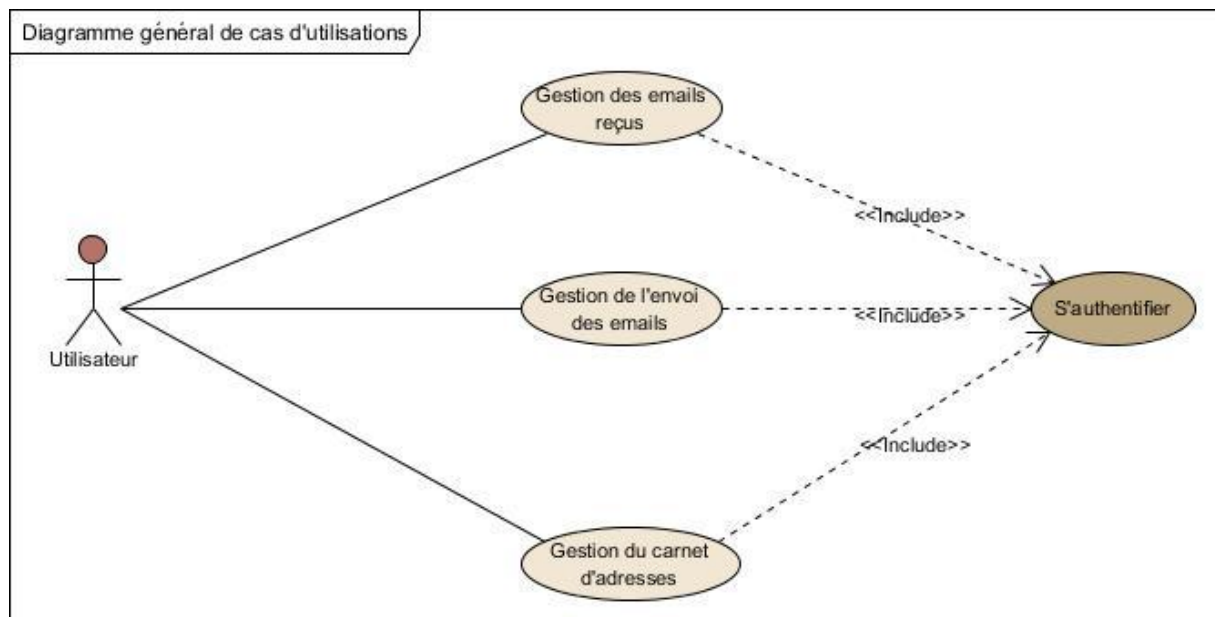 Diagramme général de cas d'utilisations
Gestion des emails
reçus
<<Include>>
Utilisateur
Gestion de l'envoi
des emails
<<Include>>
S'authentifier
<<Include>>
Gestion du carnet
d'adresses